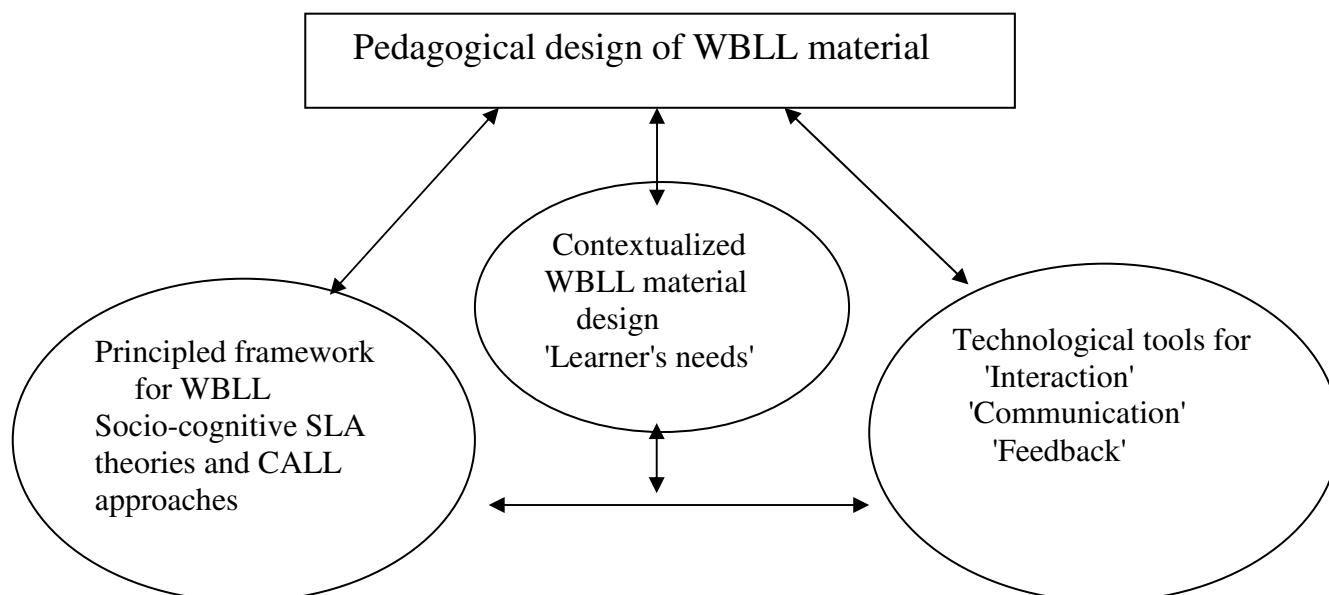 Pedagogical design of WBLL material
Contextualized
WBLL material
design
'Learner's needs'
Principled framework
for WBLL
Socio-cognitive SLA
theories and CALL
approaches
Technological tools for
'Interaction'
'Communication'
'Feedback'